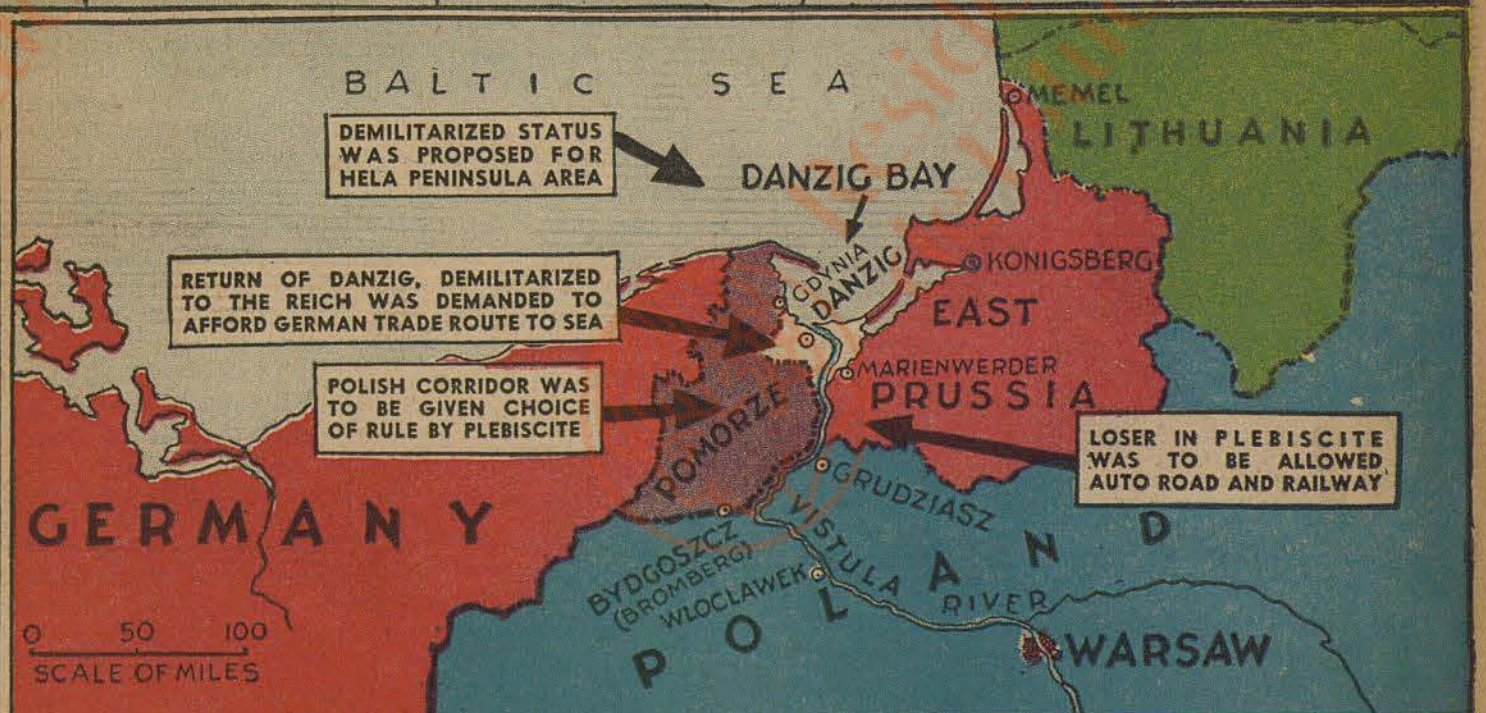 BALTIC SEA
DEMILITARIZED STATUS
WAS PROPOSED FOR
HELA PENINSULA AREA
DANZIG BAY
MEMEL
LITHUANIA
RETURN OF DANZIG, DEMILITARIZED
TO THE REICH WAS DEMANDED TO
AFFORD GERMAN TRADE ROUTE TO SEA
GDYNIA
DANZIG
KONIGSBERG
EAST
PRUSSIA
MARIENWERDER
POLISH CORRIDOR WAS
TO BE GIVEN CHOICE
OF RULE BY PLEBISCITE
POMORZE
LOSER IN PLEBISCITE
WAS TO BE ALLOWED
AUTO ROAD AND RAILWAY
GERMANY
GRUDZIASZ
BYDGOSZCZ
(BROMBERG)
WLOCLAWEK
VISTULA
RIVER
POLAND
WARSAW
0 50 100
SCALE OF MILES